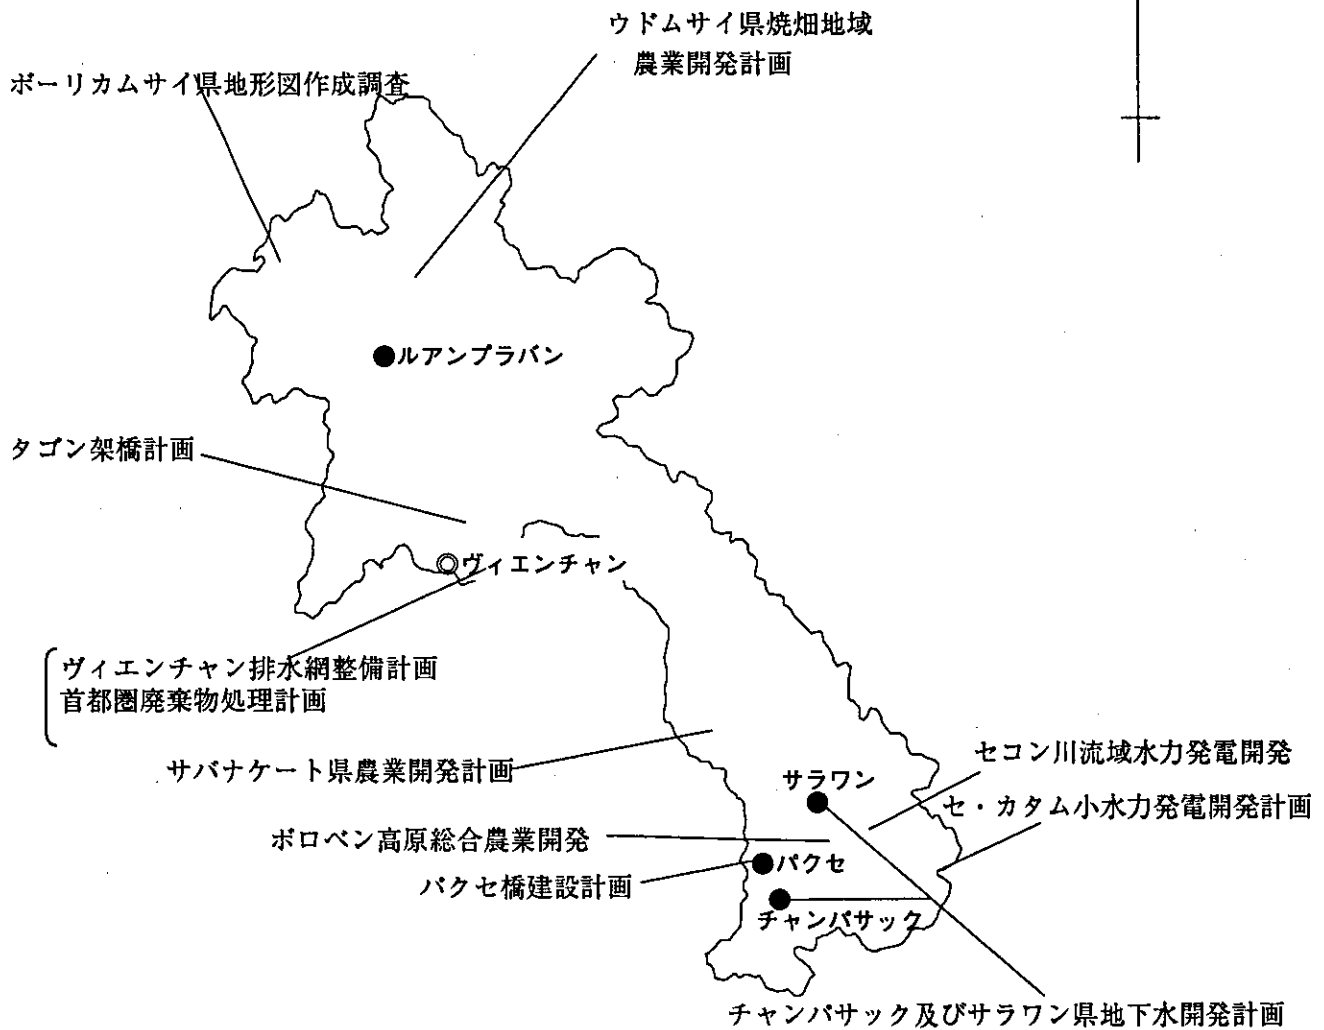 ウドムサイ県焼畑地域
農業開発計画
ボーリカムサイ県地形図作成調査
ルアンプラバン
タゴン架橋計画
ヴィエンチャン
ヴィエンチャン排水網整備計画
首都圏廃棄物処理計画
サバナケート県農業開発計画
サラワン
セコン川流域水力発電開発
セ・カタム小水力発電開発計画
ボロベン高原総合農業開発
パクセ
パクセ橋建設計画
チャンパサック
チャンパサック及びサラワン県地下水開発計画